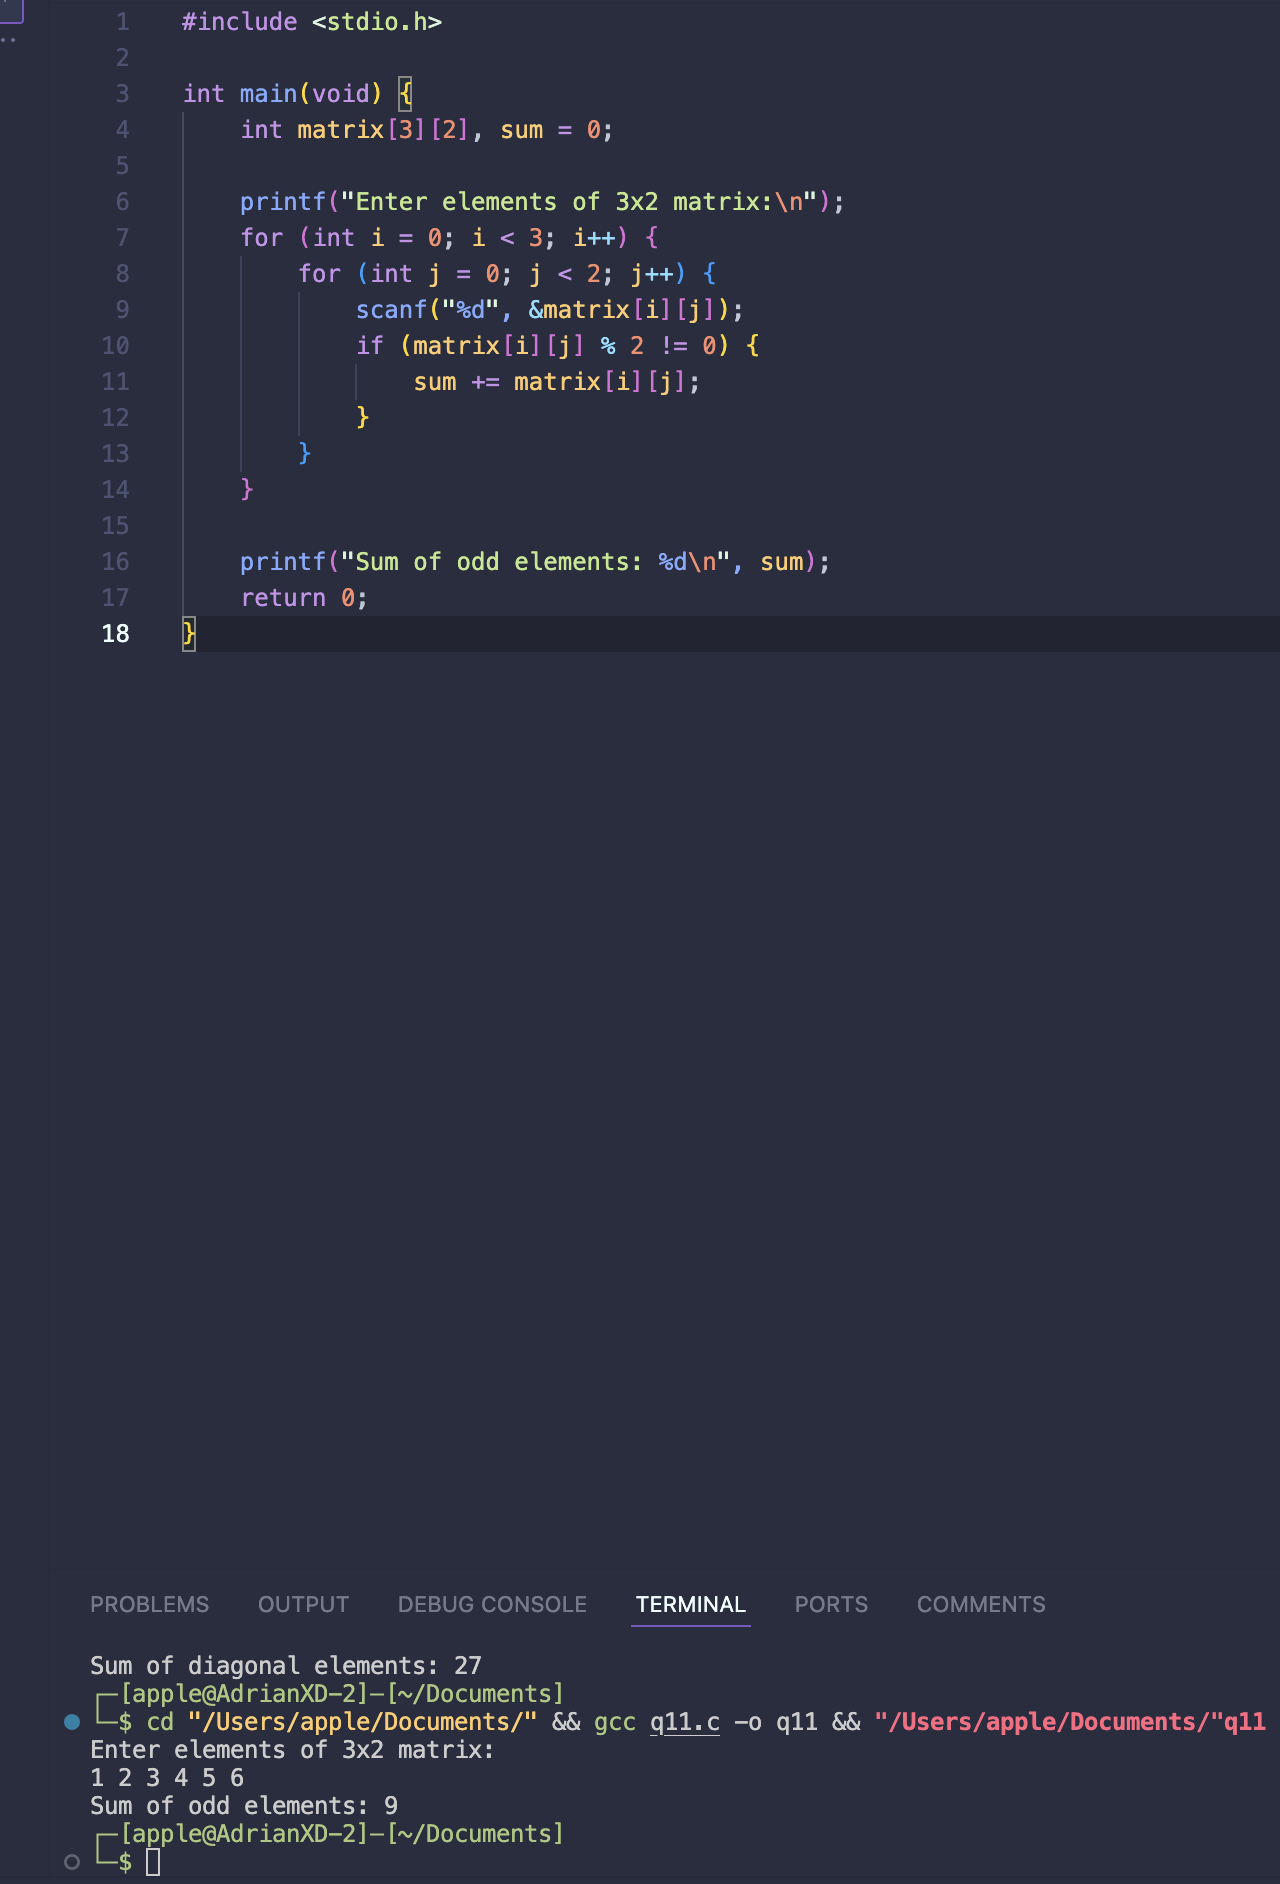 1 #include <stdio.h>
2
3 int main(void) {
4 int matrix[3][2], sum = 0;
5
6 printf("Enter elements of 3x2 matrix:\n");
7 for (int i = 0; i < 3; i++) {
8 for (int j = 0; j < 2; j++) {
9 scanf("%d", &matrix[i][j]);
10 if (matrix[i][j] % 2 != 0) {
11 sum += matrix[i][j];
12 }
13 }
14 }
15
16 printf("Sum of odd elements: %d\n", sum);
17 return 0;
18 }
PROBLEMS OUTPUT DEBUG CONSOLE TERMINAL PORTS COMMENTS
Sum of diagonal elements: 27
┌─[apple@AdrianXD-2]─[~/Documents]
└─$ cd "/Users/apple/Documents/" && gcc q11.c -o q11 && "/Users/apple/Documents/"q11
Enter elements of 3x2 matrix:
1 2 3 4 5 6
Sum of odd elements: 9
┌─[apple@AdrianXD-2]─[~/Documents]
└─$